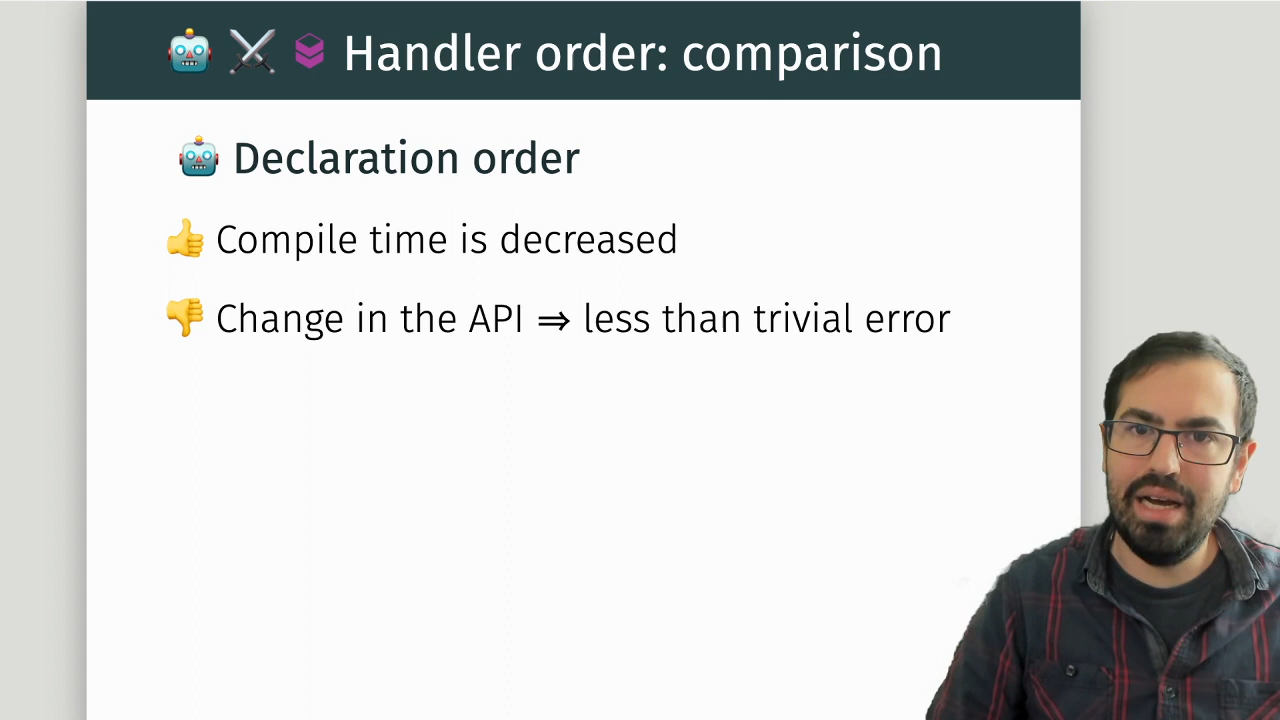 Handler order: comparison
Declaration order
Compile time is decreased
Change in the API ⇒ less than trivial error